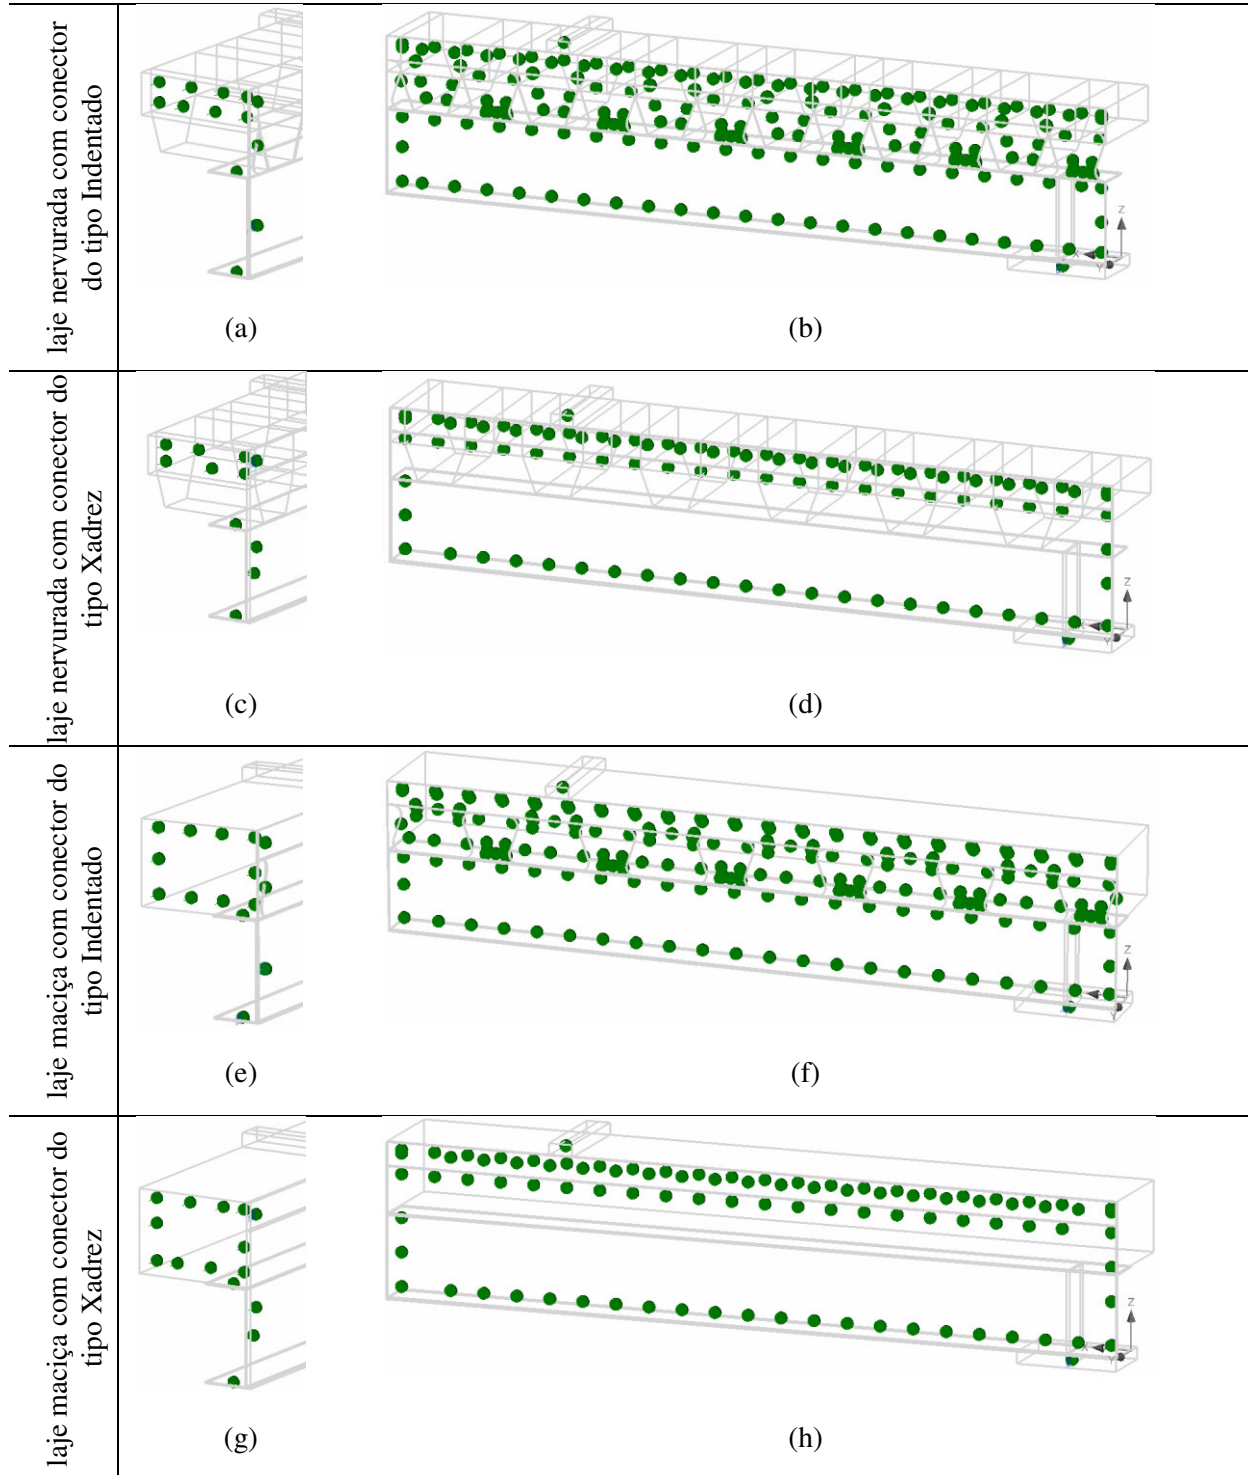 laje nervurada com conector
do tipo Indentado
Z
X
Y
(a)
(b)
laje nervurada com conector do
tipo Xadrez
Z
X
Y
(c)
(d)
laje maciça com conector do
tipo Indentado
Z
Y
(e)
(f)
laje maciça com conector do
tipo Xadrez
Z
X
Y
(g)
(h)